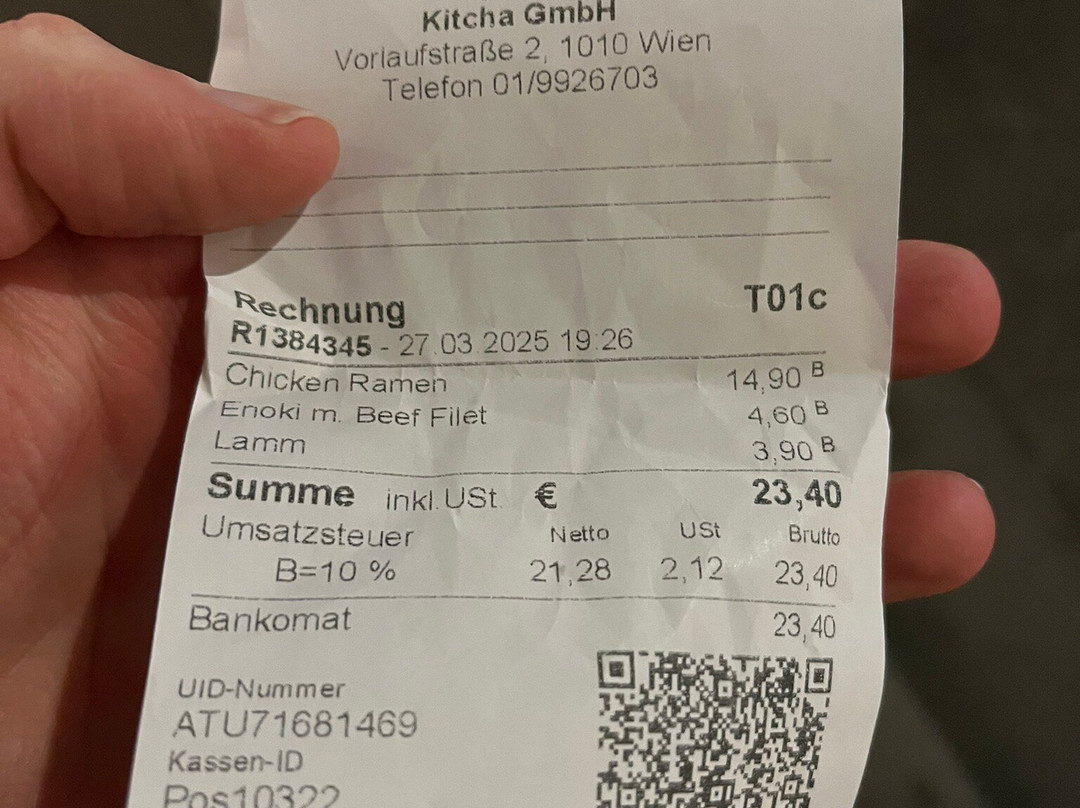 Kitcha GmbH
Vorlaufstraße 2, 1010 Wien
Telefon 01/9926703
Rechnung T01c
R1384345 - 27.03.2025 19:26
Chicken Ramen 14,90 B
Enoki m. Beef Filet 4,60 B
Lamm 3,90 B
Summe inkl. USt. € 23,40
Umsatzsteuer Netto USt Brutto
B=10 % 21,28 2,12 23,40
Bankomat 23,40
UID-Nummer
ATU71681469
Kassen-ID
Pos10322